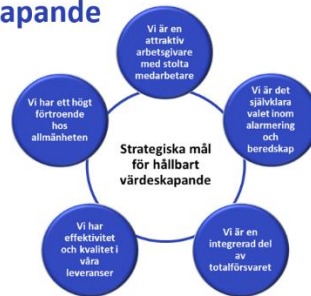 apande
Vi är en
attraktiv
arbetsgivare
med stolta
medarbetare
Vi har ett högt
förtroende
hos
allmänheten
Vi är det
självklara
valet inom
alarmering
och
beredskap
Strategiska mål
för hållbart
värdeskapande
Vi har
effektivitet
och kvalitet i
våra
leveranser
Vi är en
integrerad del
av
totalförsvaret